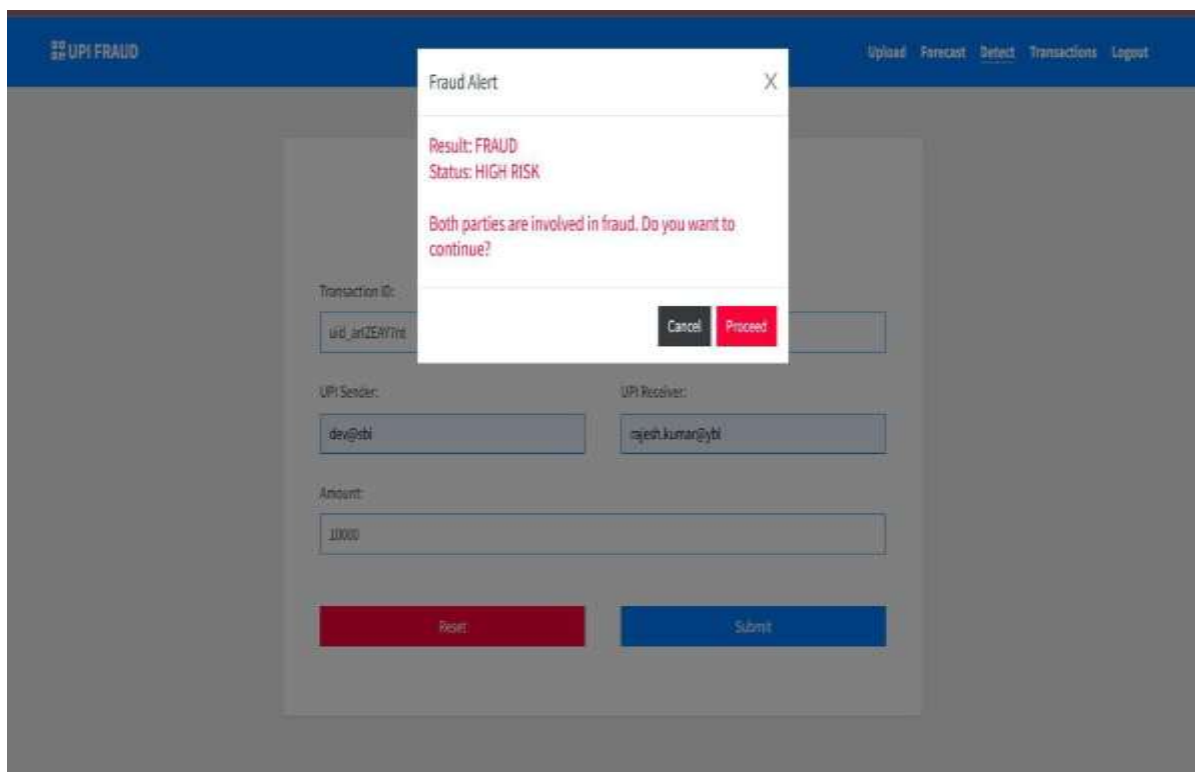 UPI FRAUD
Upload Forecast Detect Transactions Logout
Fraud Alert X
Result: FRAUD
Status: HIGH RISK
Both parties are involved in fraud. Do you want to
continue?
Cancel Proceed
Transaction ID:
UPI Sender: UPI Receiver:
dev@sbi rajesh.kumar@ybl
Amount:
10000
Reset Submit